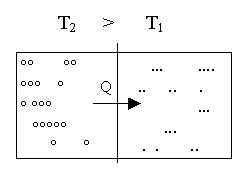 T₂ > T₁
Q